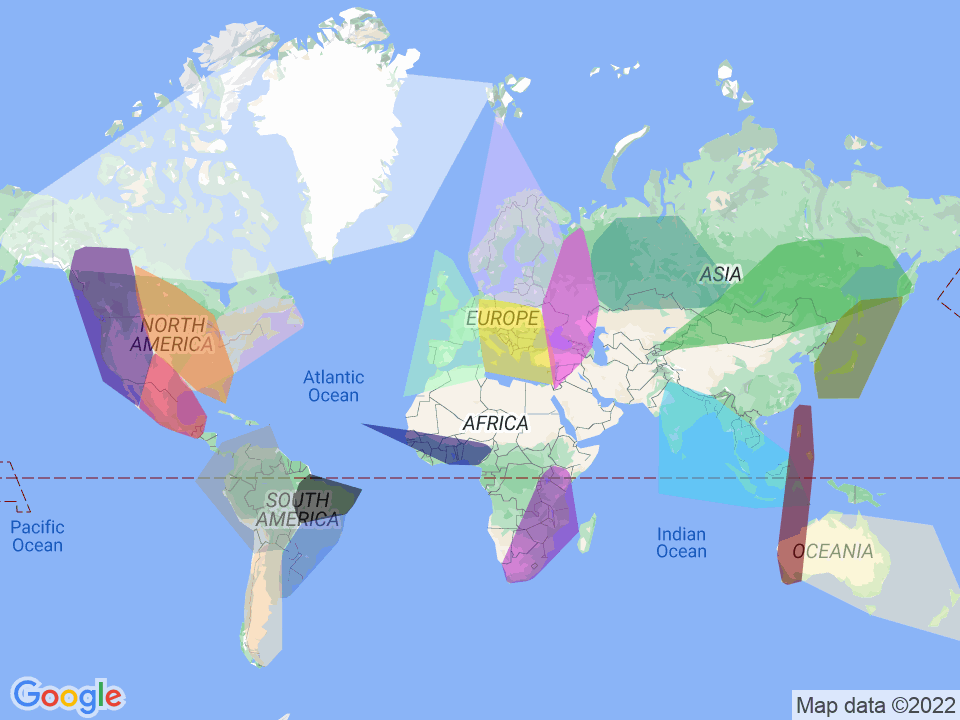 ASIA
NORTH
AMERICA
EUROPE
Atlantic
Ocean
AFRICA
SOUTH
AMERICA
Pacific
Ocean
Indian
Ocean
OCEANIA
Google
Map data ©2022